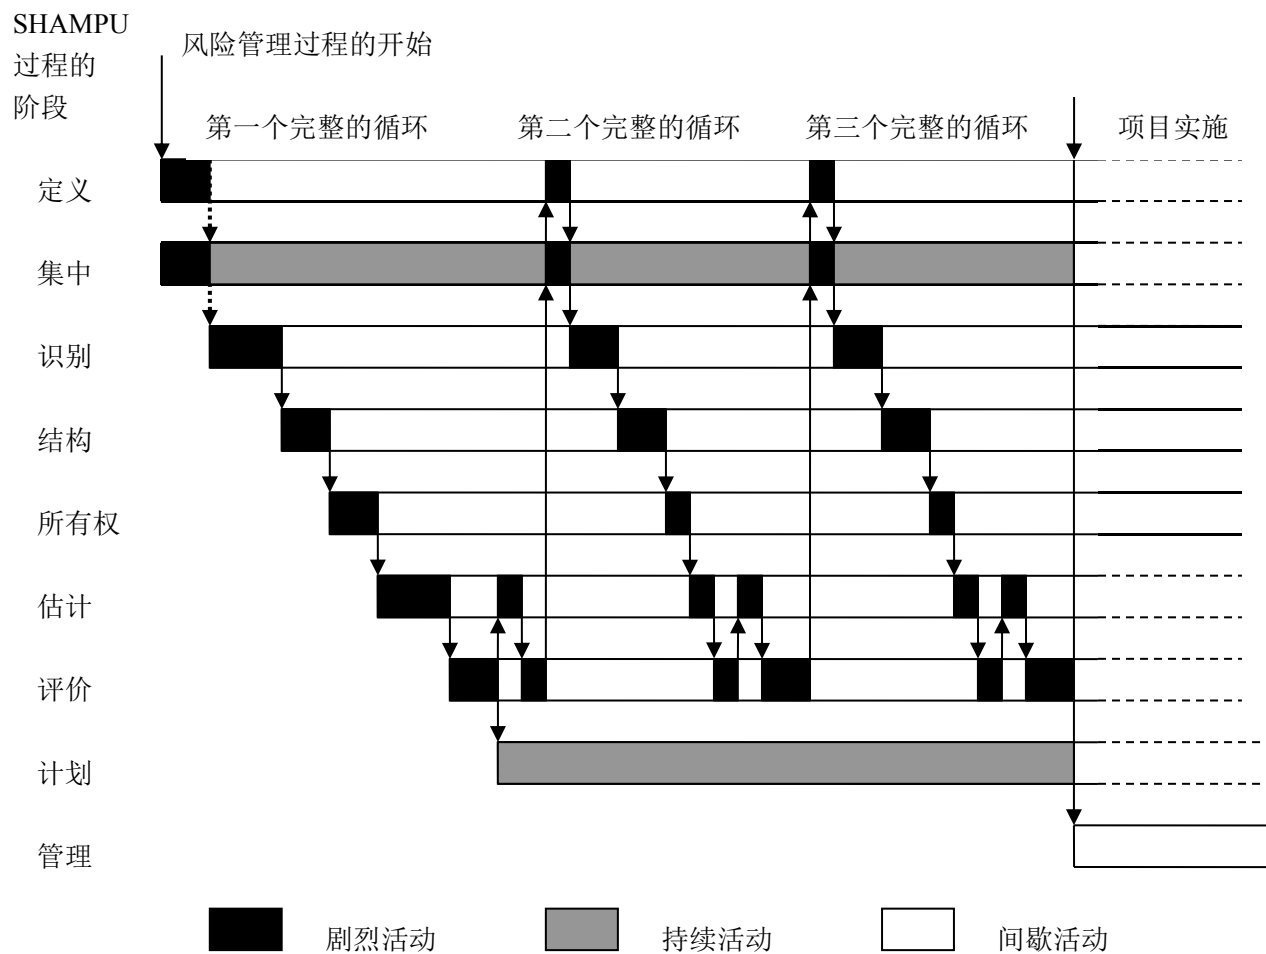 SHAMPU
过程的
阶段
风险管理过程的开始
第一个完整的循环
第二个完整的循环
第三个完整的循环
项目实施
定义
集中
识别
结构
所有权
估计
评价
计划
管理
剧烈活动
持续活动
间歇活动